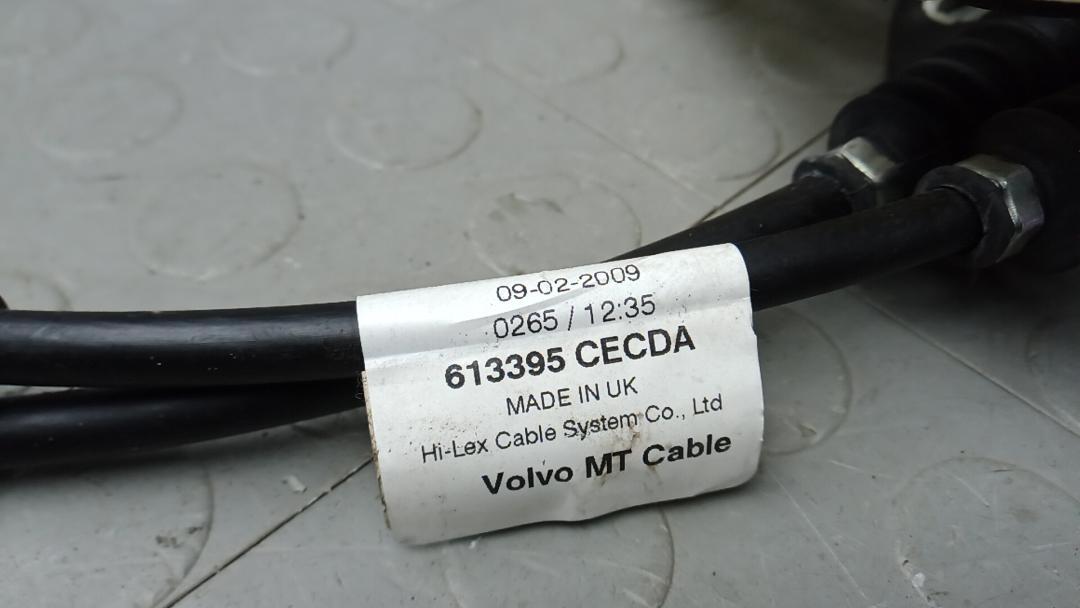 09-02-2009
0265 / 12:35
613395 CECDA
MADE IN UK
Hi-Lex Cable System Co., Ltd
Volvo MT Cable